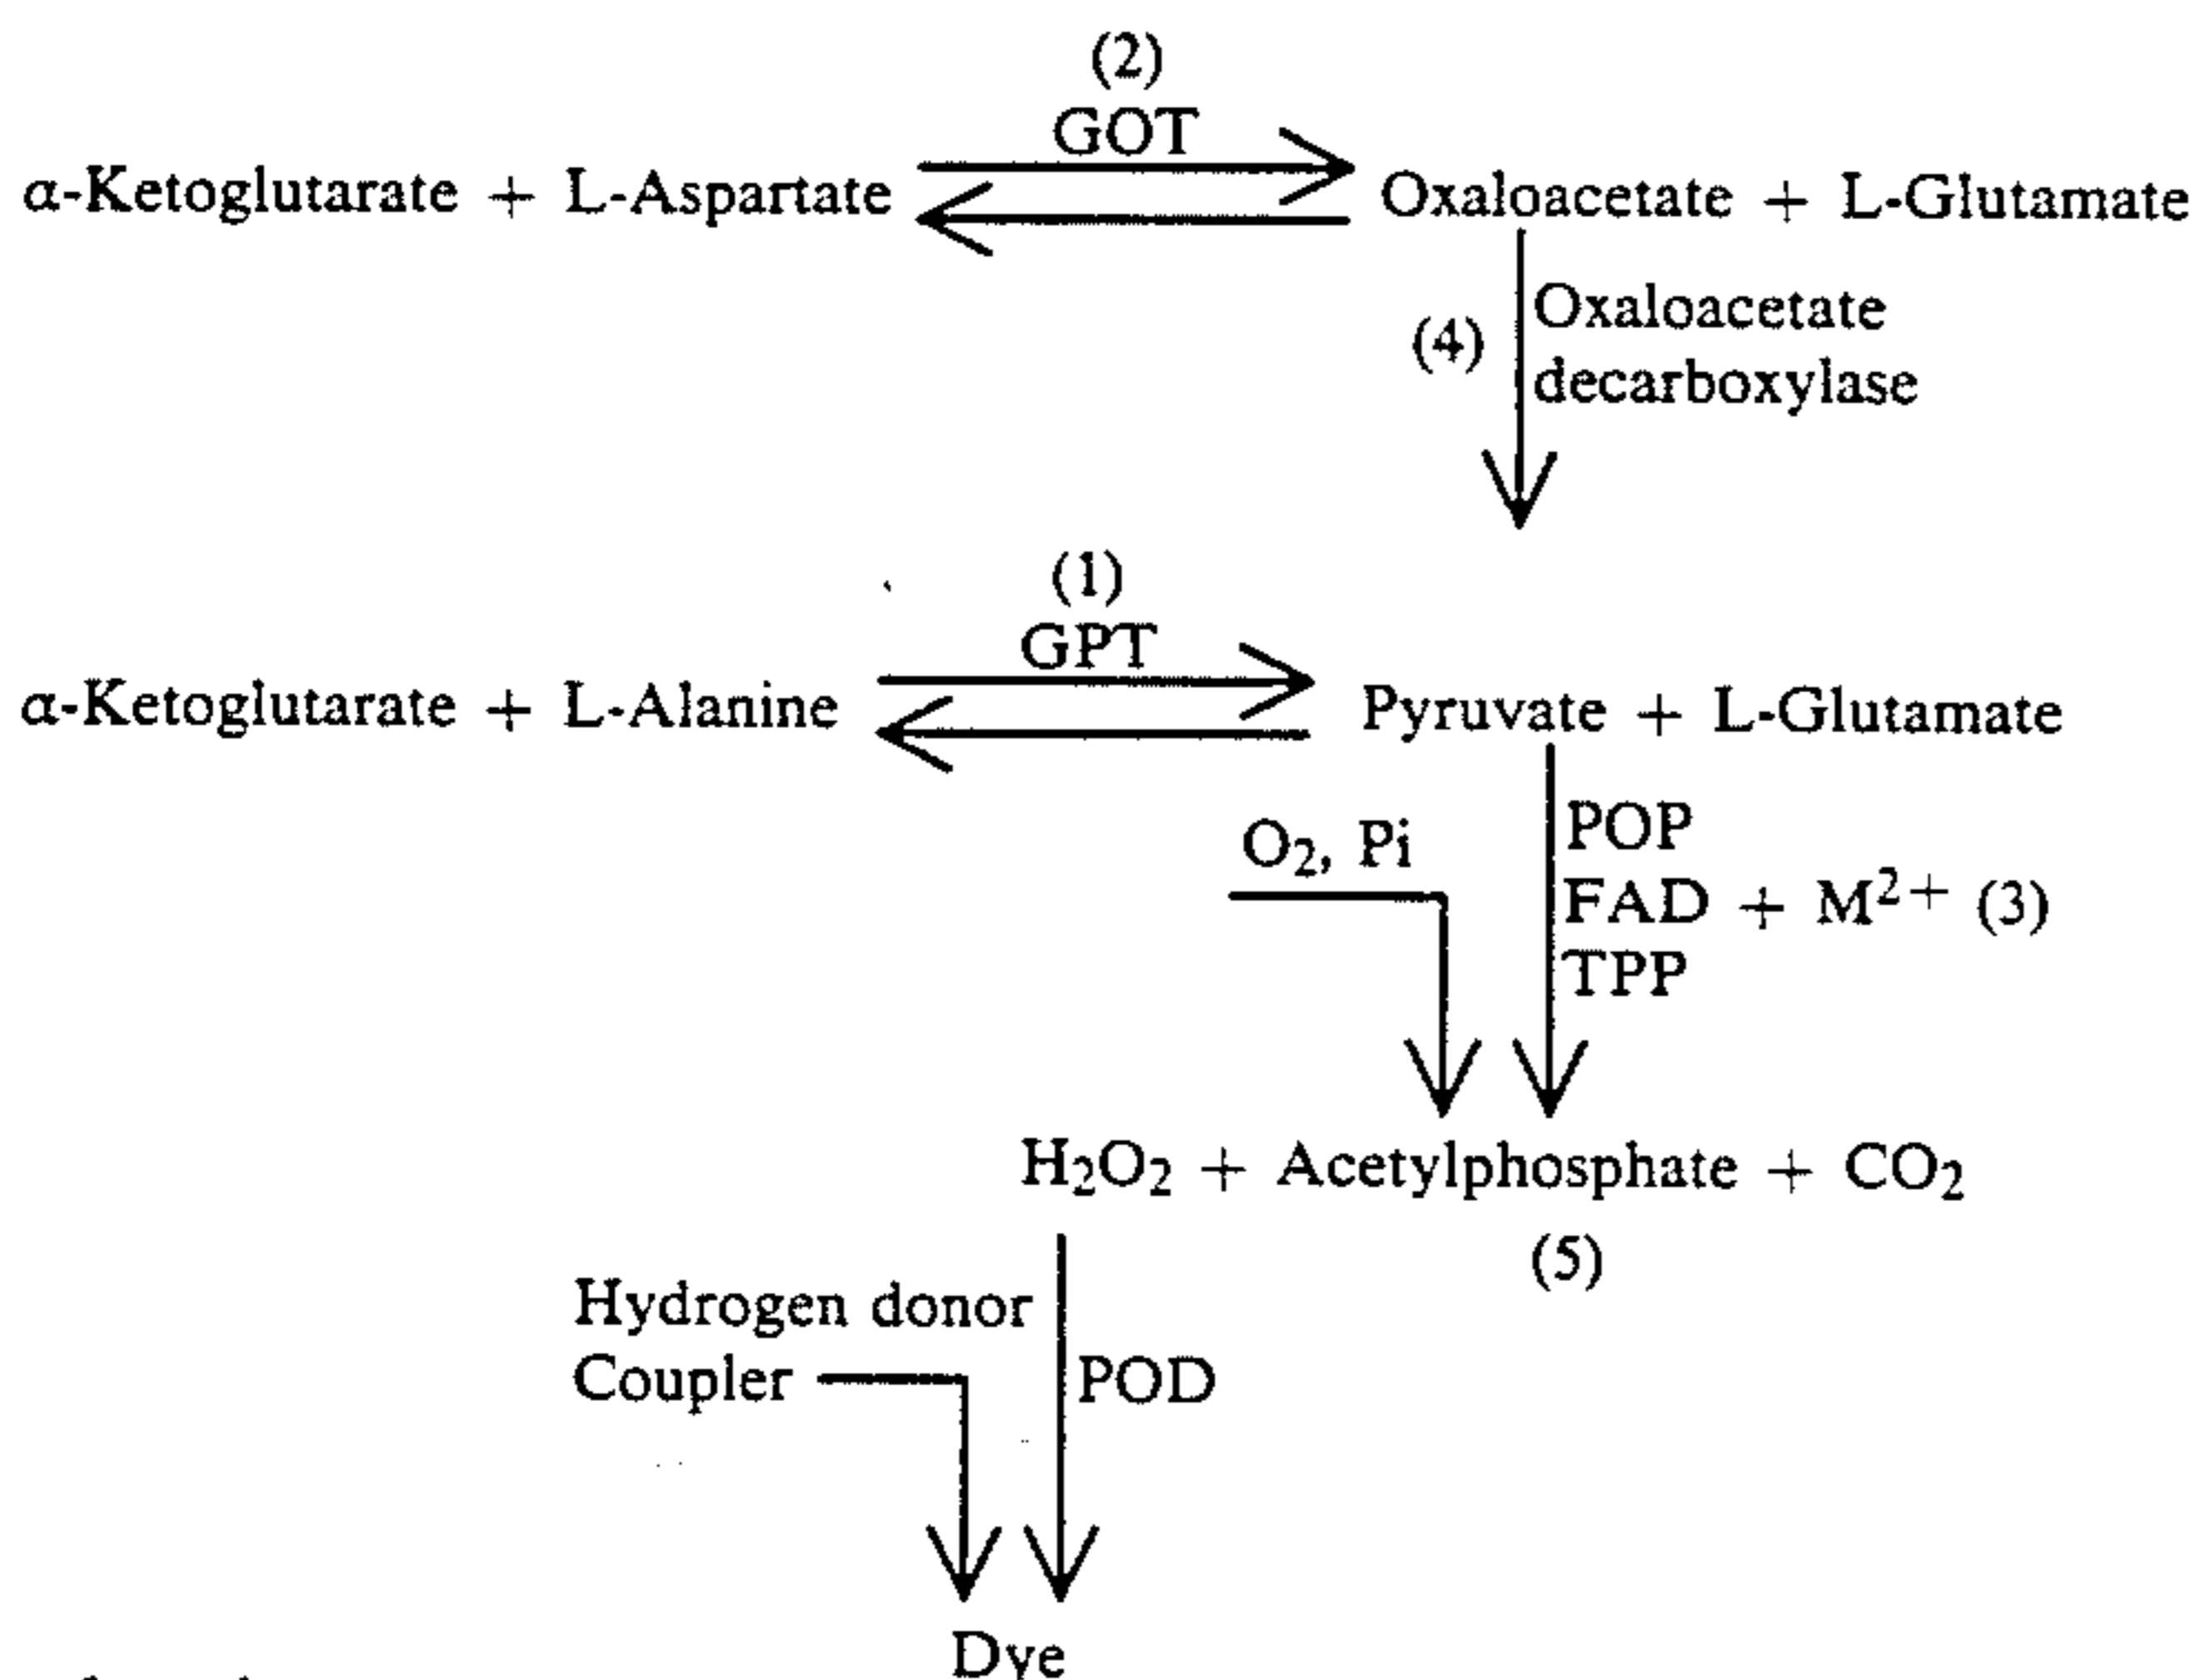 (2)
GOT
α-Ketoglutarate + L-Aspartate Oxaloacetate + L-Glutamate
(4) Oxaloacetate
decarboxylase
(1)
GPT
α-Ketoglutarate + L-Alanine Pyruvate + L-Glutamate
O₂, Pi POP
FAD + M²⁺ (3)
TPP
H₂O₂ + Acetylphosphate + CO₂
(5)
Hydrogen donor
Coupler POD
Dye